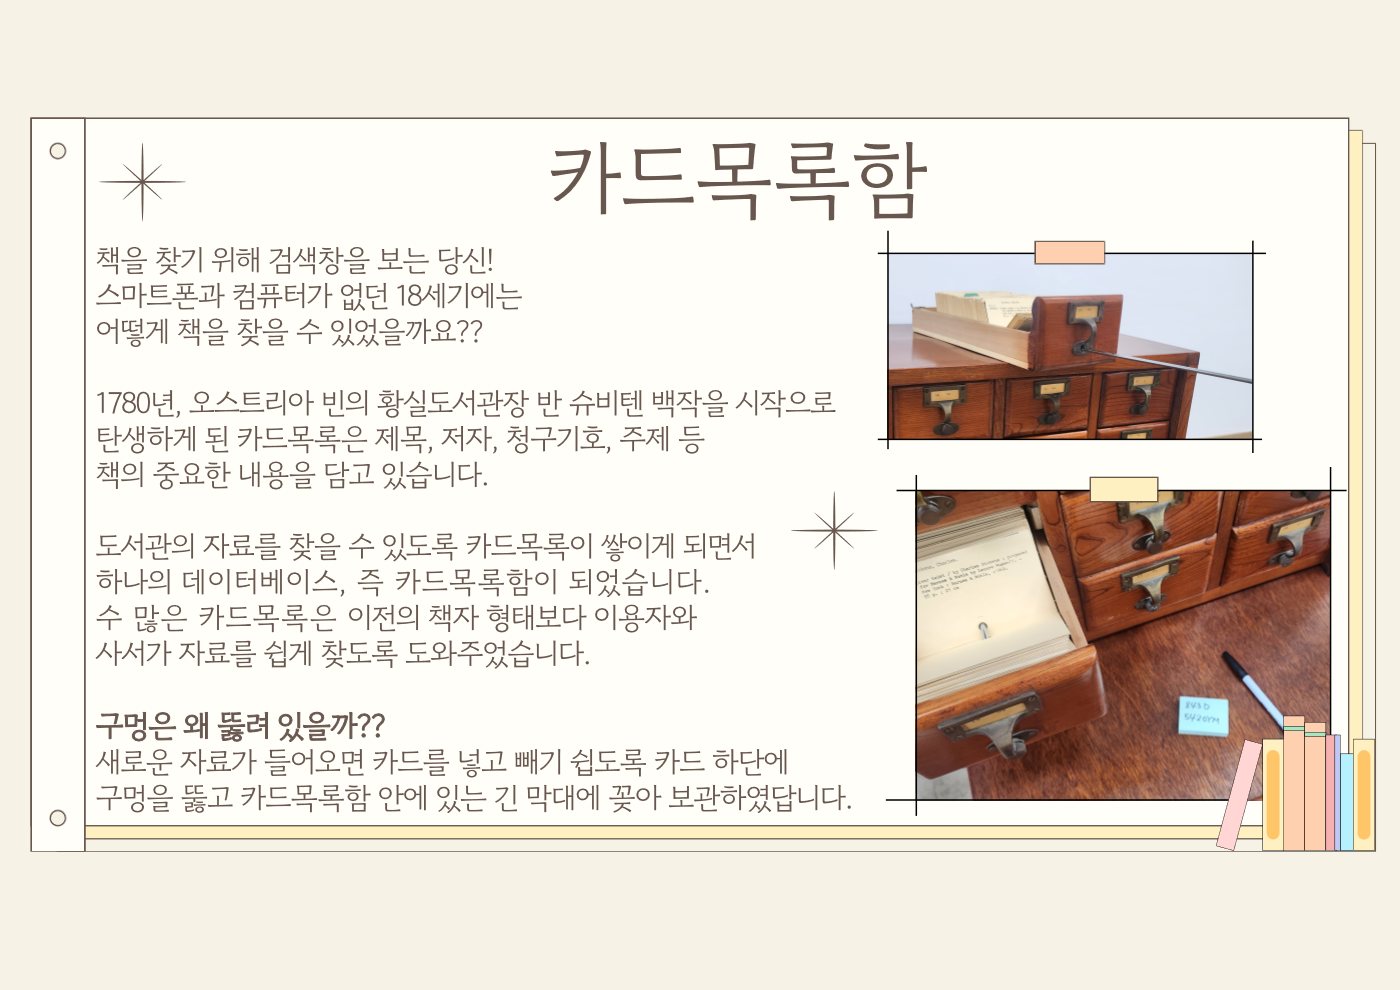 카드목록함
책을 찾기 위해 검색창을 보는 당신!
스마트폰과 컴퓨터가 없던 18세기에는
어떻게 책을 찾을 수 있었을까요??
1780년, 오스트리아 빈의 황실도서관장 반 슈비텐 백작을 시작으로
탄생하게 된 카드목록은 제목, 저자, 청구기호, 주제 등
책의 중요한 내용을 담고 있습니다.
도서관의 자료를 찾을 수 있도록 카드목록이 쌓이게 되면서
하나의 데이터베이스, 즉 카드목록함이 되었습니다.
수 많은 카드목록은 이전의 책자 형태보다 이용자와
사서가 자료를 쉽게 찾도록 도와주었습니다.
구멍은 왜 뚫려 있을까??
새로운 자료가 들어오면 카드를 넣고 빼기 쉽도록 카드 하단에
구멍을 뚫고 카드목록함 안에 있는 긴 막대에 꽂아 보관하였답니다.